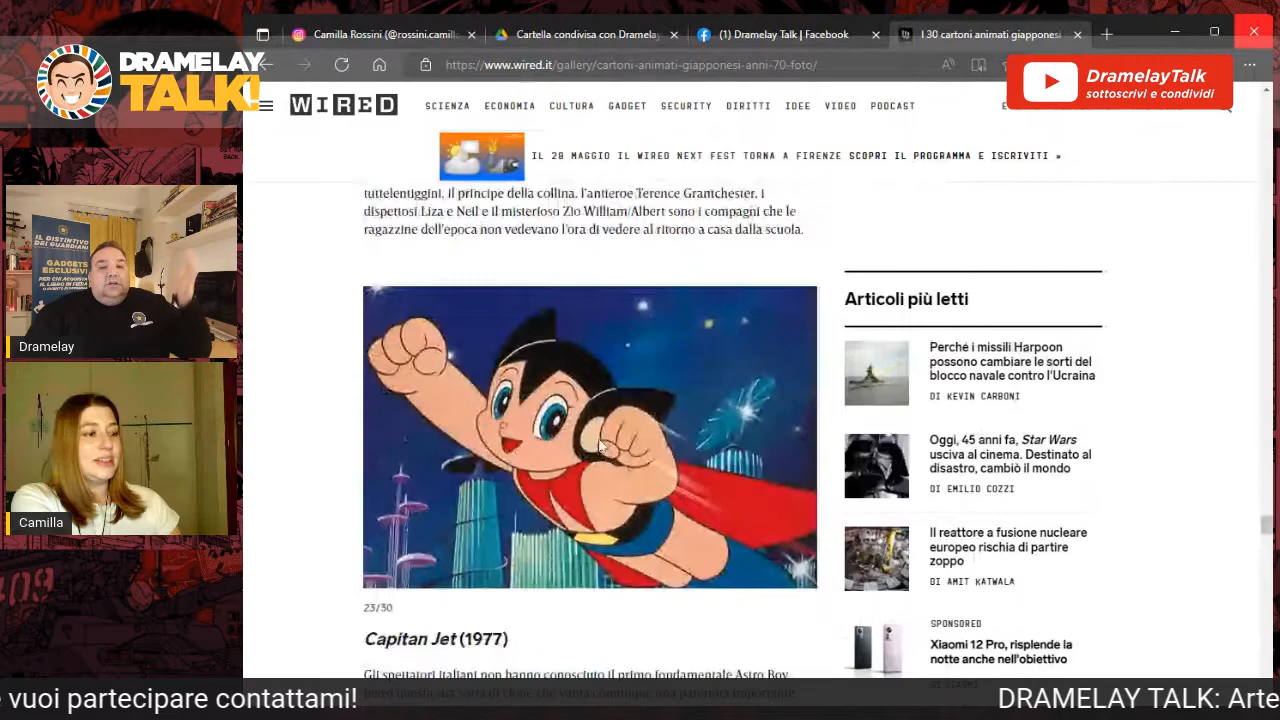 Camilla Rossini (@rossini.camilla
Cartella condivisa con Dramelay
(1) Dramelay Talk | Facebook
I 30 cartoni animati giapponesi
https://www.wired.it/gallery/cartoni-animati-giapponesi-anni-70-foto/
DRAMELAY
TALK!
DramelayTalk
sottoscrivi e condividi
WIRED
SCIENZA ECONOMIA CULTURA GADGET SECURITY DIRITTI IDEE VIDEO PODCAST
IL 28 MAGGIO IL WIRED NEXT FEST TORNA A FIRENZE SCOPRI IL PROGRAMMA E ISCRIVITI »
tuttelentiggini, il principe della collina, l'antieroe Terence Grantchester, i
dispettosi Liza e Neil e il misterioso Zio William/Albert sono i compagni che le
ragazzine dell'epoca non vedevano l'ora di vedere al ritorno a casa dalla scuola.
23/30
Capitan Jet (1977)
Gli spettatori italiani non hanno conosciuto il primo fondamentale Astro Boy,
Articoli più letti
Perché i missili Harpoon
possono cambiare le sorti del
blocco navale contro l'Ucraina
DI KEVIN CARBONI
Oggi, 45 anni fa, Star Wars
usciva al cinema. Destinato al
disastro, cambiò il mondo
DI EMILIO COZZI
Il reattore a fusione nucleare
europeo rischia di partire
zoppo
DI AMIT KATWALA
SPONSORED
Xiaomi 12 Pro, risplende la
notte anche nell'obiettivo
IL DISTINTIVO
DEI GUARDIANI
GADGETS
ESCLUSIVI
PER CHI ACQUISTA
IL LIBRO DI FIERA
Dramelay
Camilla
e vuoi partecipare contattami!
DRAMELAY TALK: Arte